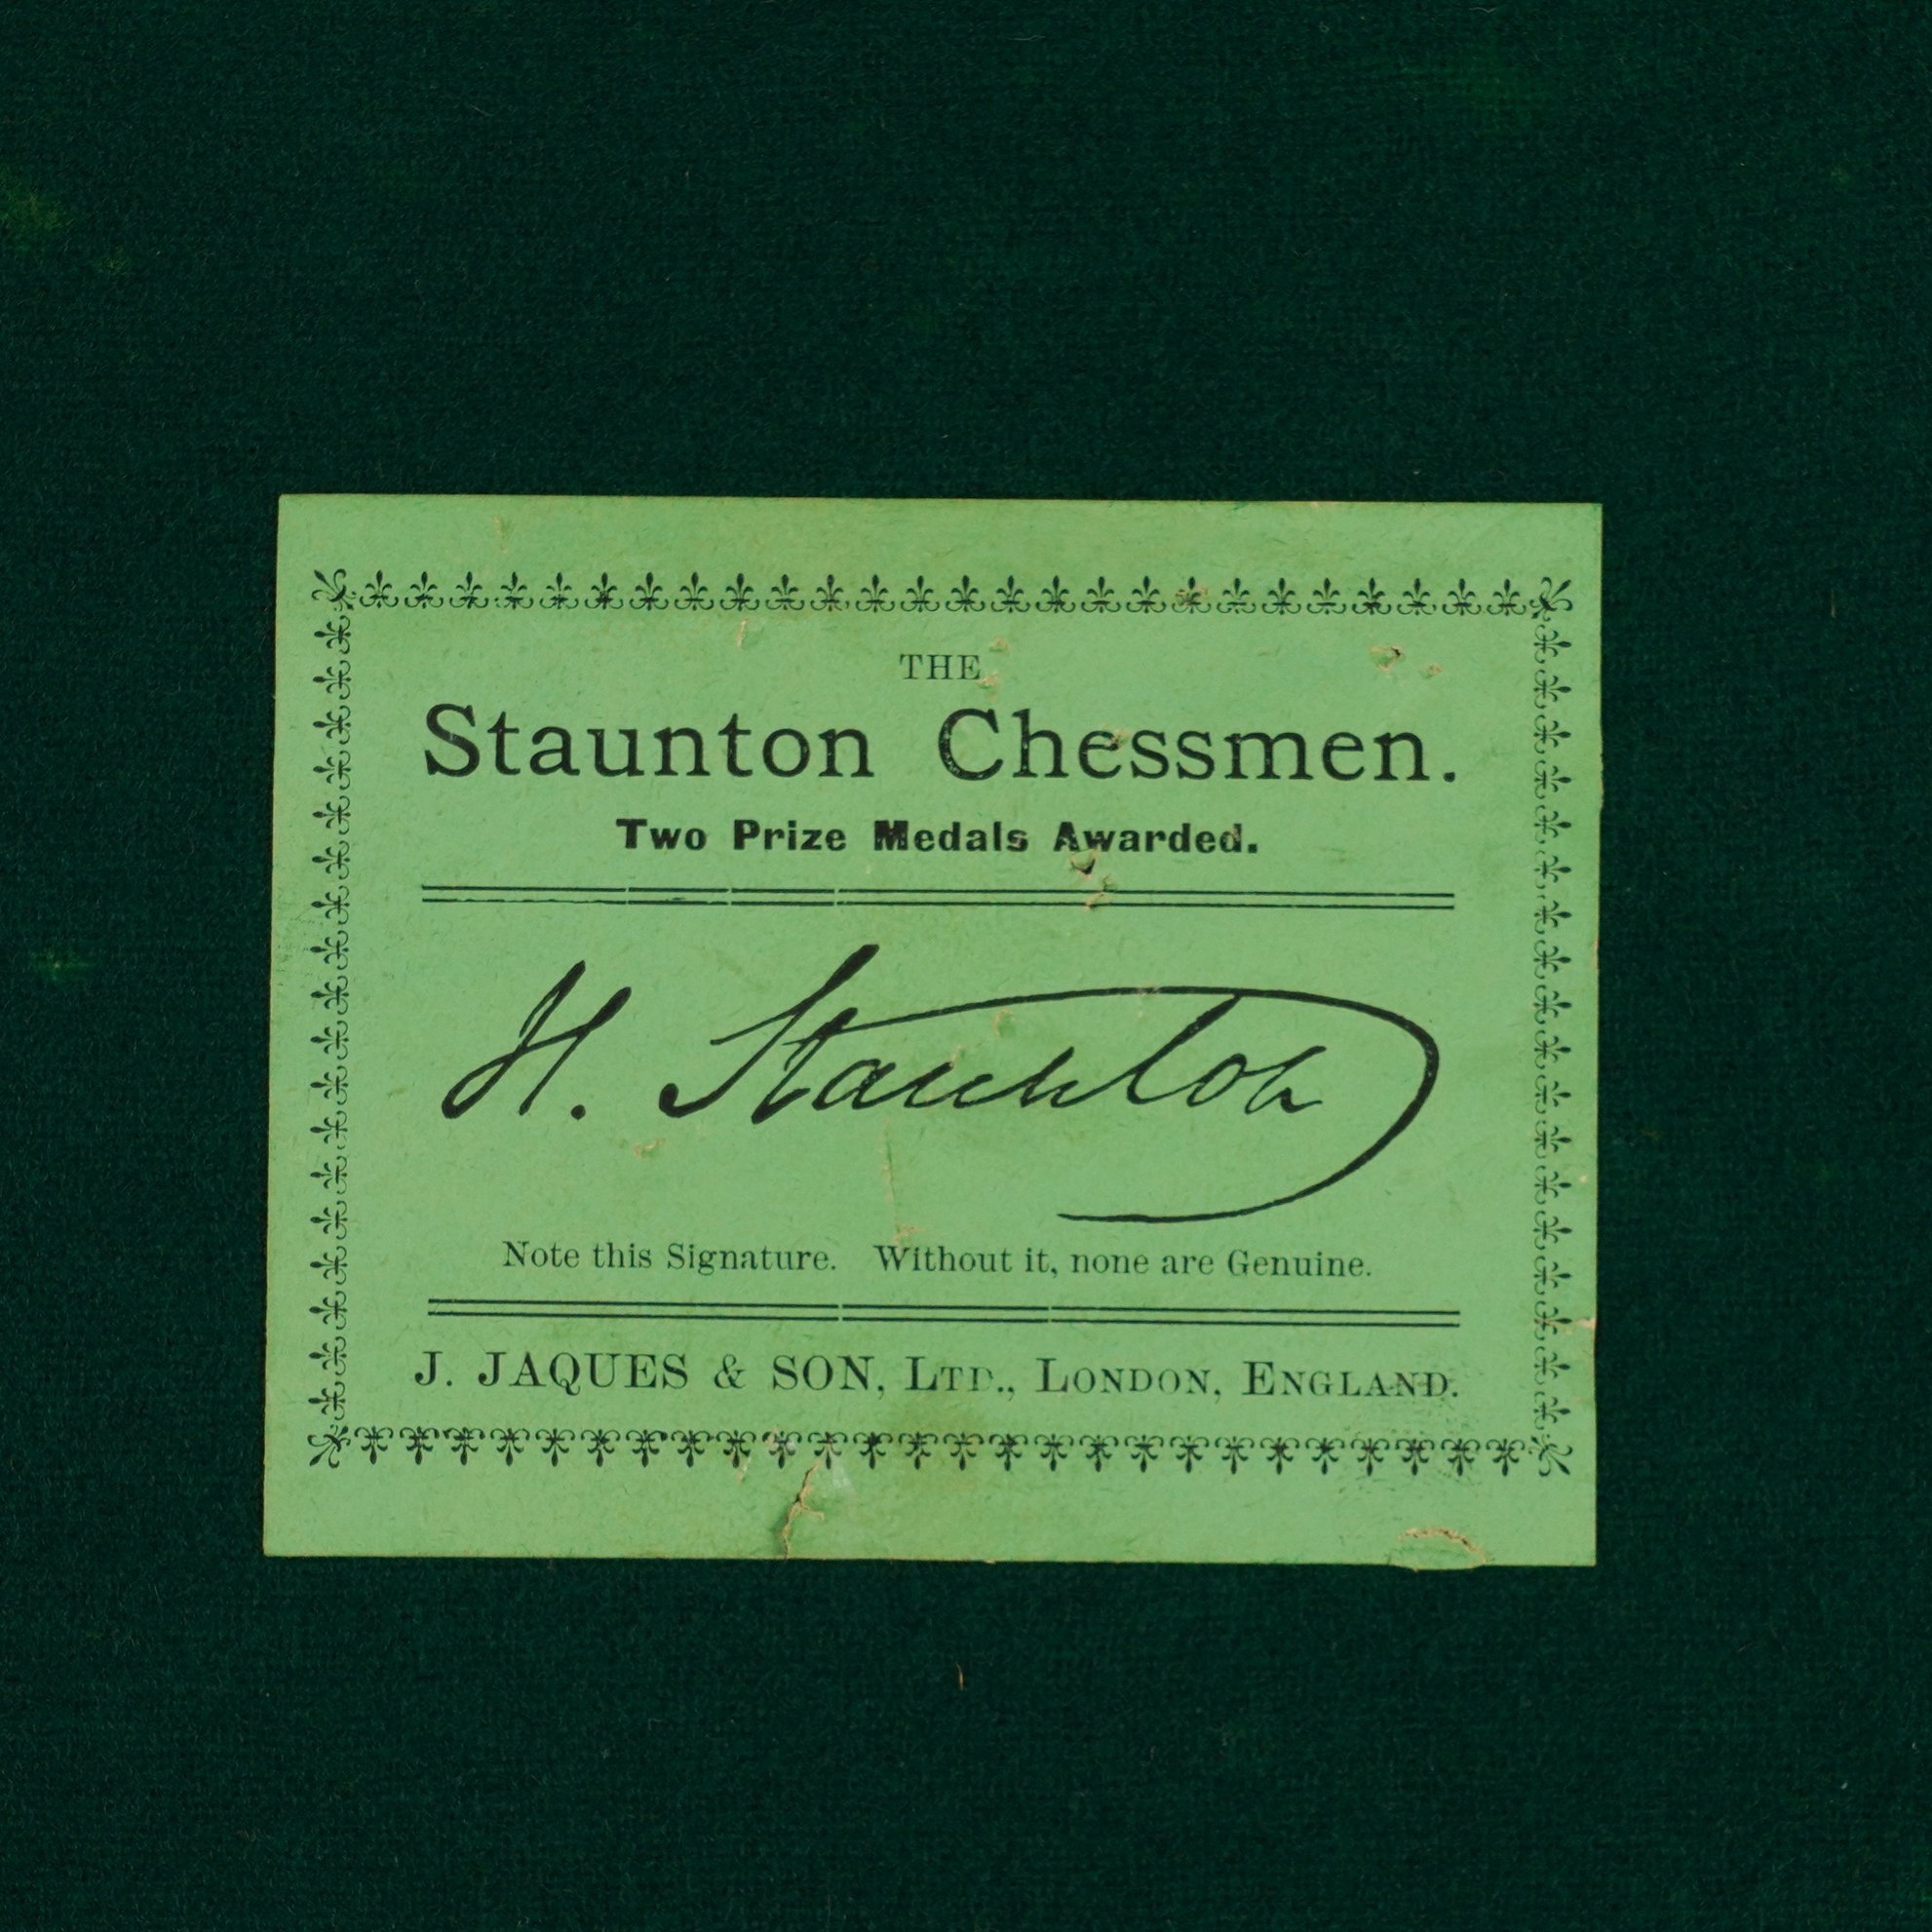 THE
Staunton Chessmen.
Two Prize Medals Awarded.
H. Staunton
Note this Signature. Without it, none are Genuine.
J. JAQUES & SON, LTD., LONDON, ENGLAND.